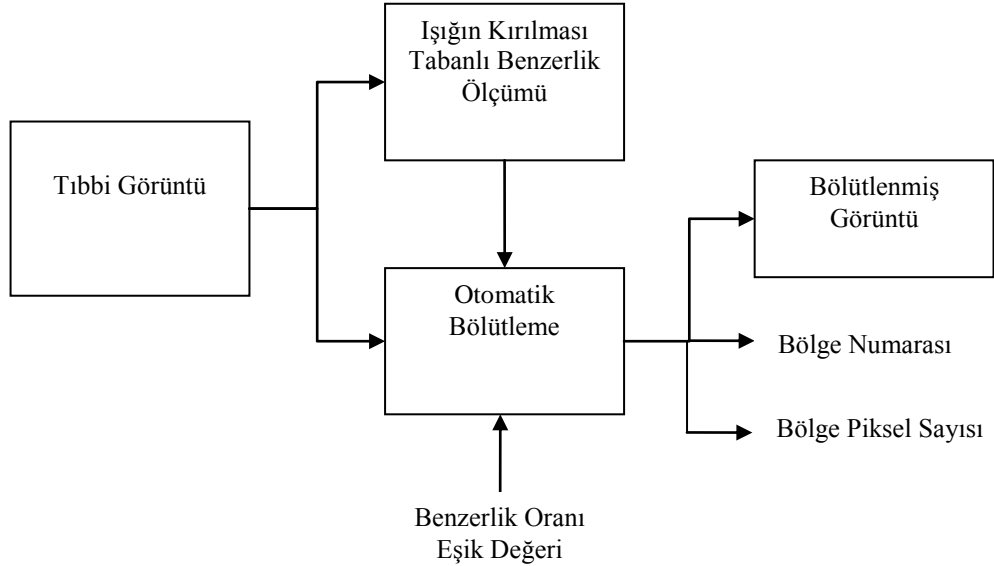 Işığın Kırılması
Tabanlı Benzerlik
Ölçümü
Tıbbi Görüntü
Bölütlenmiş
Görüntü
Otomatik
Bölütleme
Bölge Numarası
Bölge Piksel Sayısı
Benzerlik Oranı
Eşik Değeri